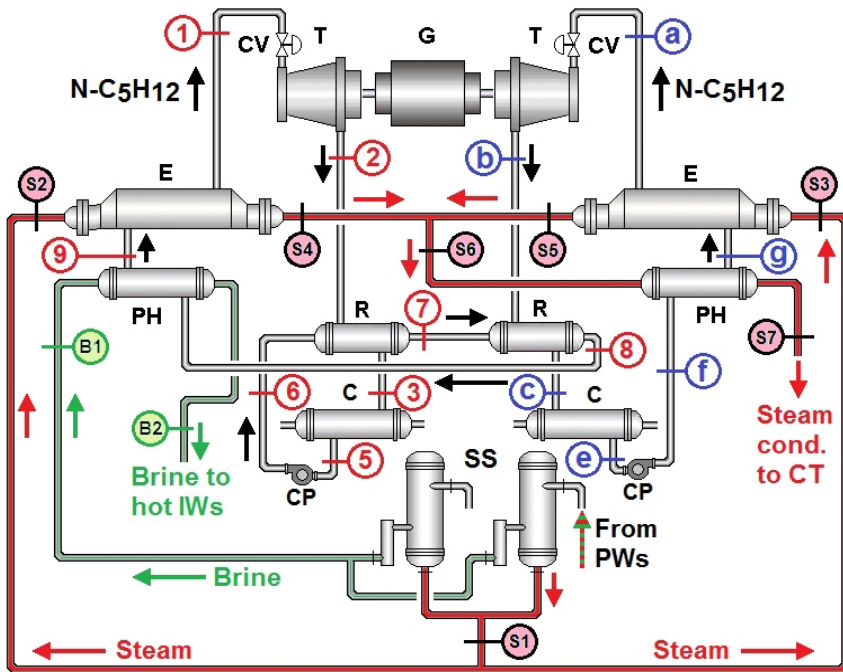 1
CV
T
G
T
CV
a
N-C5H12
N-C5H12
2
b
S2
E
E
S3
S4
S6
S5
9
g
PH
R
7
R
PH
B1
8
S7
6
C
3
c
C
f
B2
5
e
Brine to
hot IWs
CP
SS
CP
Steam
cond.
to CT
From
PWs
Brine
S1
Steam
Steam